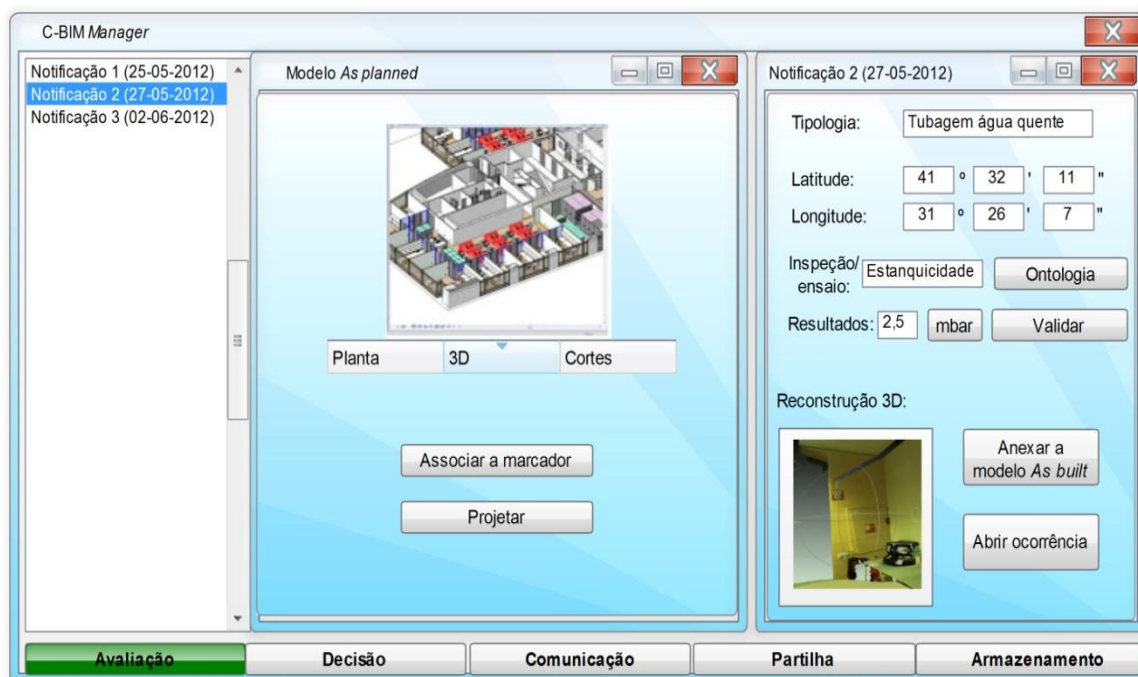 C-BIM Manager
Notificação 1 (25-05-2012)
Notificação 2 (27-05-2012)
Notificação 3 (02-06-2012)
Modelo As planned
Planta 3D Cortes
Associar a marcador
Projetar
Notificação 2 (27-05-2012)
Tipologia: Tubagem água quente
Latitude: 41 º 32 ' 11 "
Longitude: 31 º 26 ' 7 "
Inspeção/
ensaio: Estanquicidade Ontologia
Resultados: 2,5 mbar Validar
Reconstrução 3D:
Anexar a
modelo As built
Abrir ocorrência
Avaliação Decisão Comunicação Partilha Armazenamento